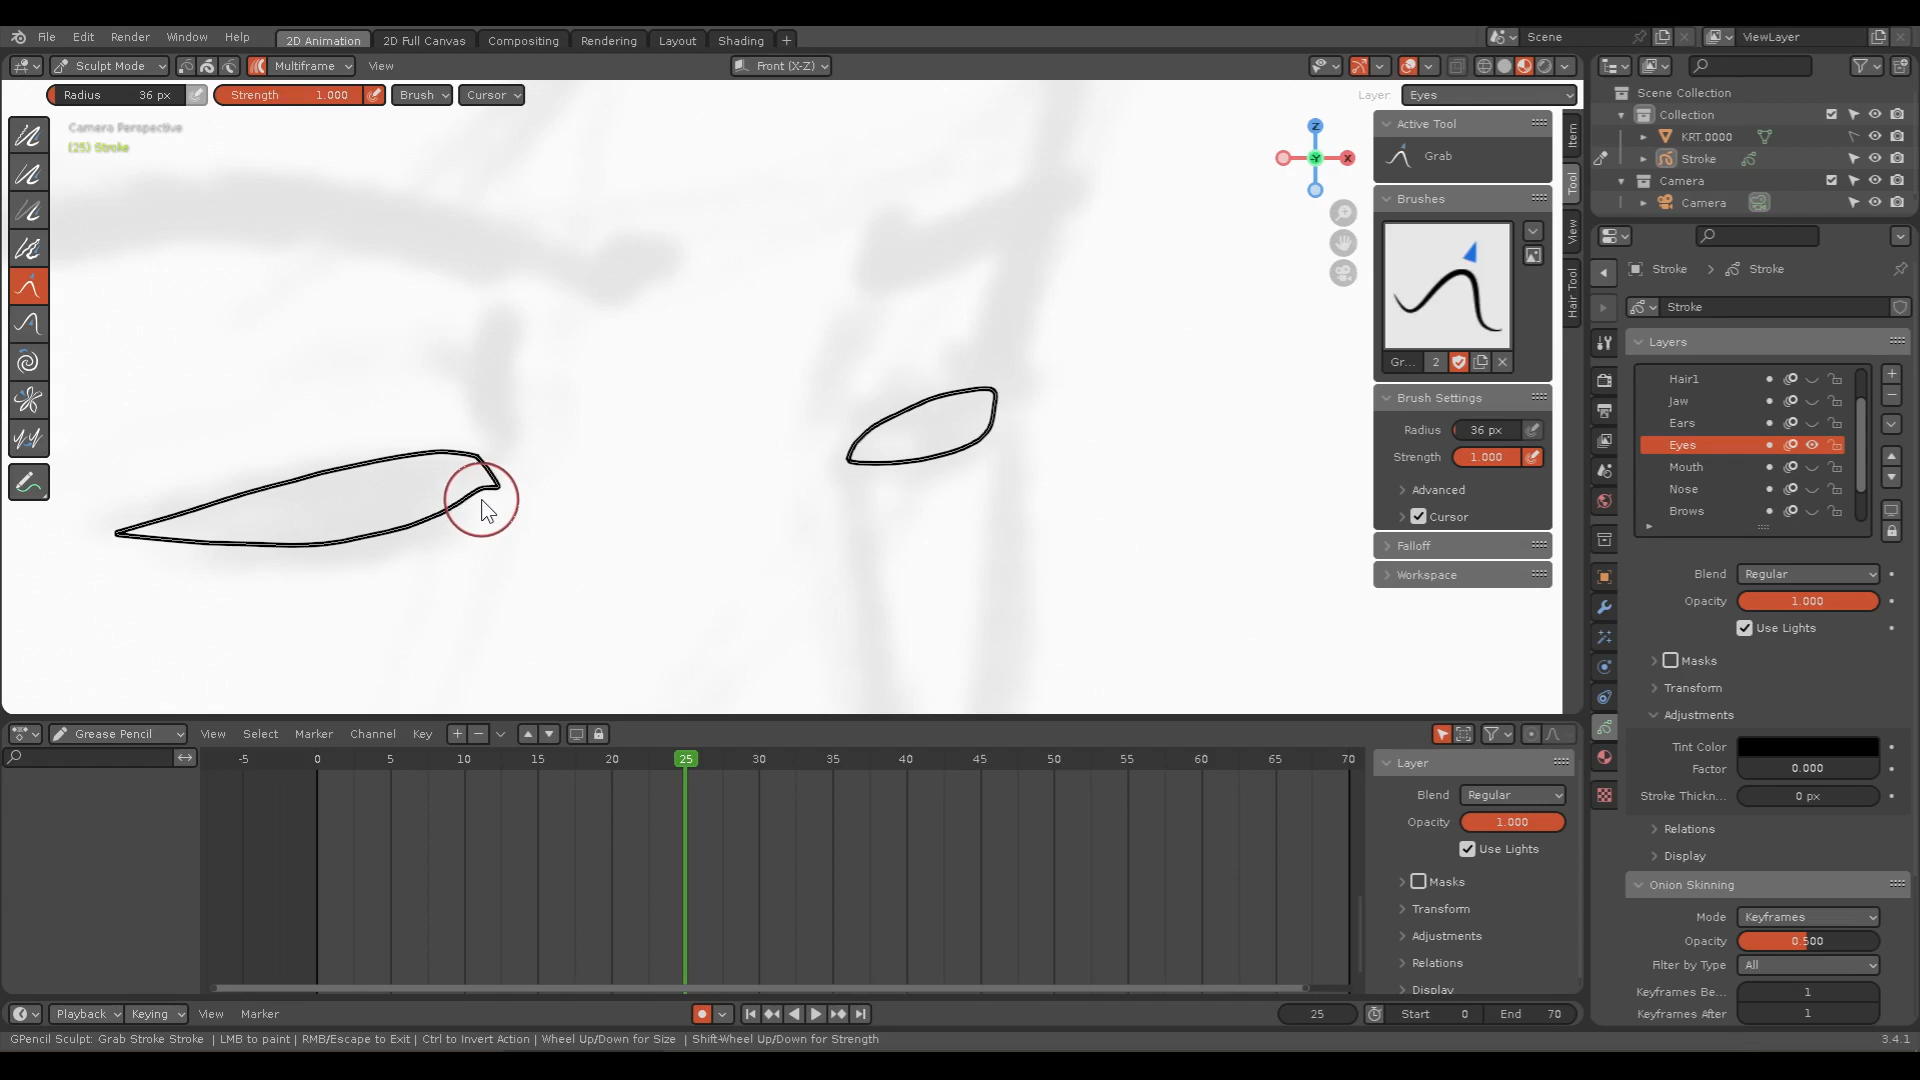 File Edit Render Window Help 2D Animation 2D Full Canvas Compositing Rendering Layout Shading + Scene ViewLayer
Sculpt Mode Multiframe View Front (X-Z)
Radius 36 px Strength 1.000 Brush Cursor Layer: Eyes
Camera Perspective
(25) Stroke
Z
-Y
X
Active Tool
Grab
Brushes
Gr... 2
Brush Settings
Radius 36 px
Strength 1.000
Advanced
Cursor
Falloff
Workspace
Item
Tool
View
Hair Tool
Scene Collection
Collection
KRT.0000
Stroke
Camera
Camera
Stroke Stroke
Stroke
Layers
Hair1
Jaw
Ears
Eyes
Mouth
Nose
Brows
Blend Regular
Opacity 1.000
Use Lights
Masks
Transform
Adjustments
Tint Color
Factor 0.000
Stroke Thickn... 0 px
Relations
Display
Onion Skinning
Mode Keyframes
Opacity 0.500
Filter by Type All
Keyframes Be... 1
Keyframes After 1
Grease Pencil View Select Marker Channel Key
-5 0 5 10 15 20 25 30 35 40 45 50 55 60 65 70
Layer
Blend Regular
Opacity 1.000
Use Lights
Masks
Transform
Adjustments
Relations
Display
Playback Keying View Marker 25 Start 0 End 70
GPencil Sculpt: Grab Stroke Stroke | LMB to paint | RMB/Escape to Exit | Ctrl to Invert Action | Wheel Up/Down for Size | Shift-Wheel Up/Down for Strength 3.4.1